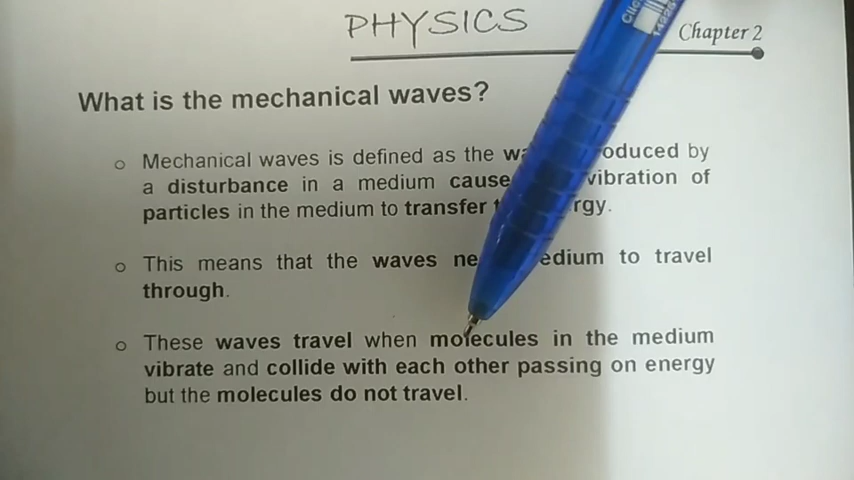 PHYSICS
Chapter 2
What is the mechanical waves?
Mechanical waves is defined as the oduced by
a disturbance in a medium cause vibration of
particles in the medium to transfer rgy.
This means that the waves ne edium to travel
through.
These waves travel when molecules in the medium
vibrate and collide with each other passing on energy
but the molecules do not travel.